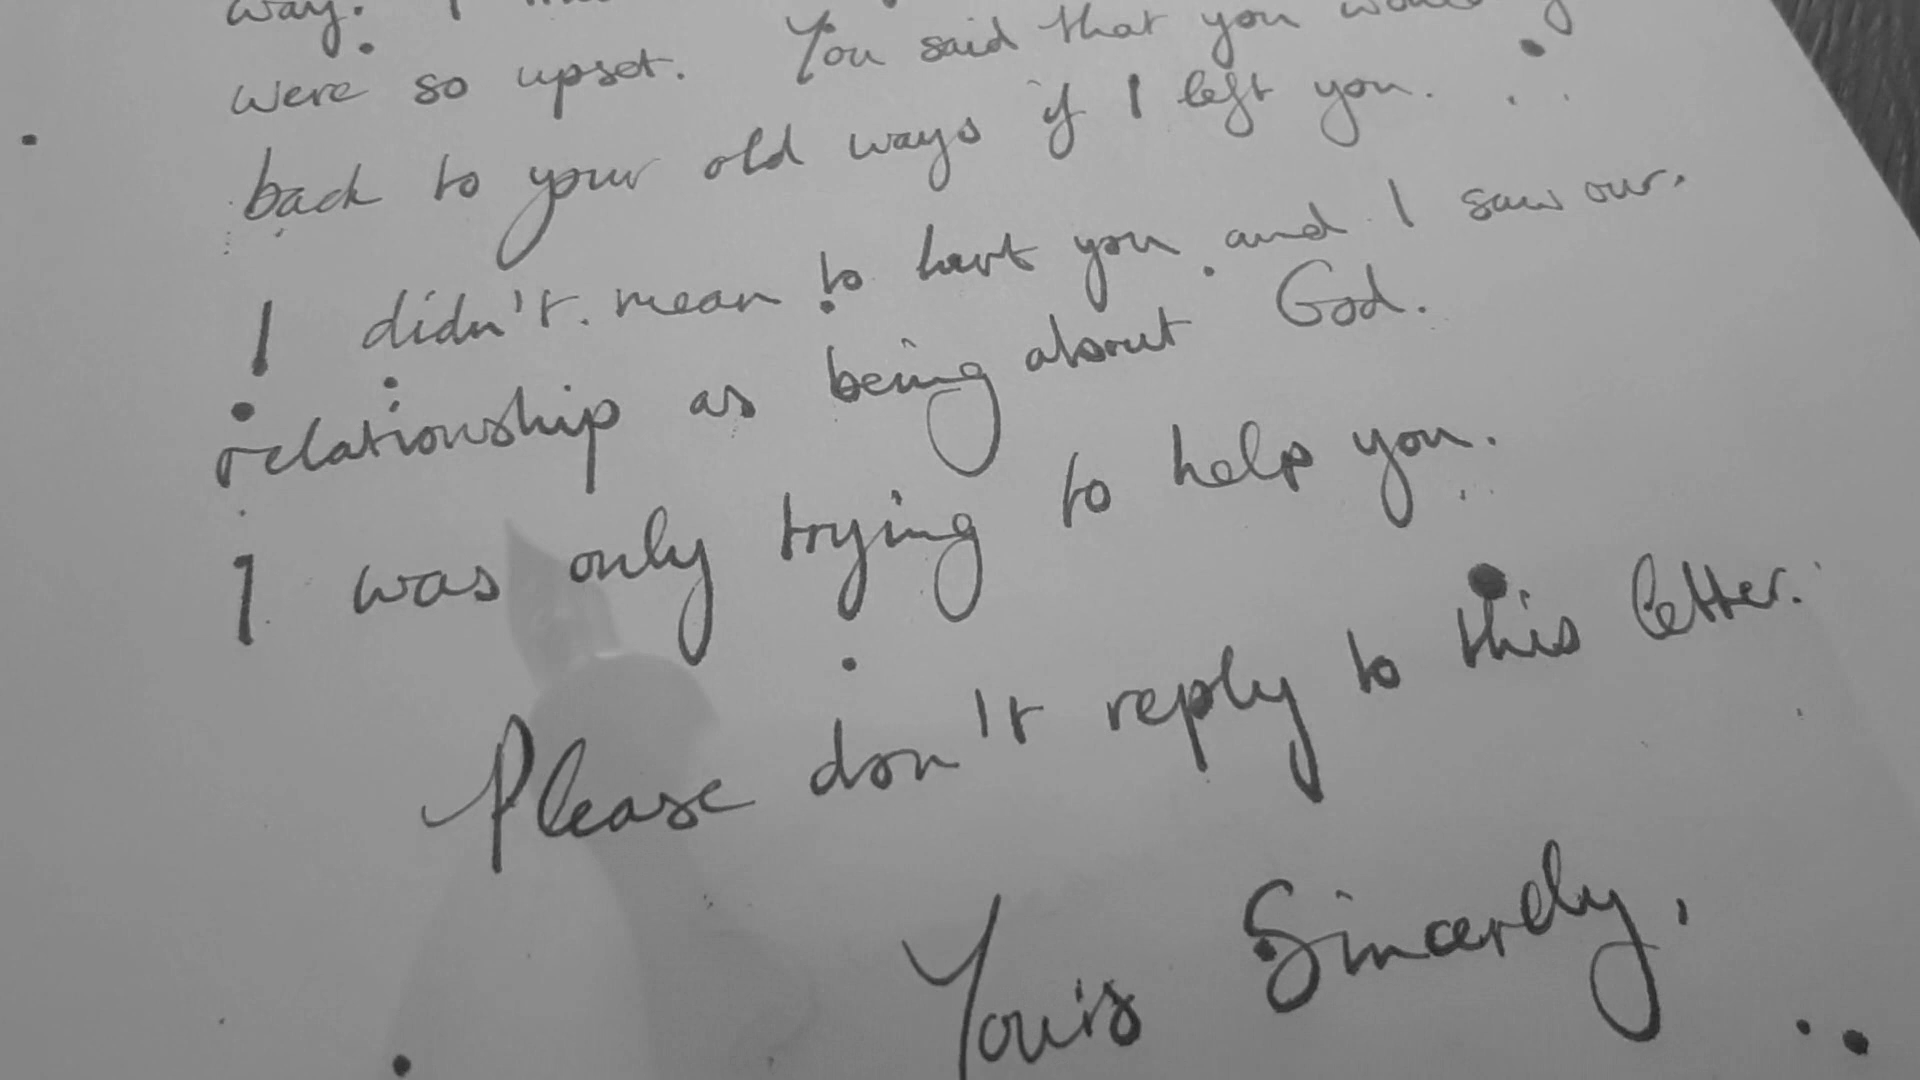 way. I
were so upset. You said that you would
back to your old ways if I left you.
I didn't mean to hurt you and I saw our
relationship as being about God.
I was only trying to help you.
Please don't reply to this letter.
Yours Sincerely,